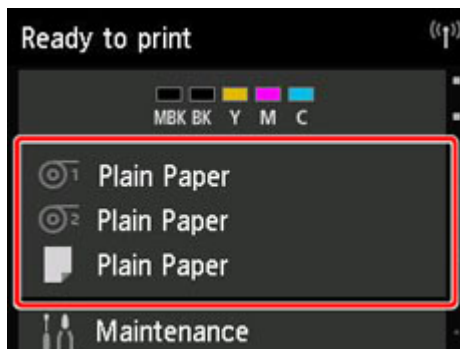 Ready to print
MBK BK Y M C
1 Plain Paper
2 Plain Paper
Plain Paper
Maintenance